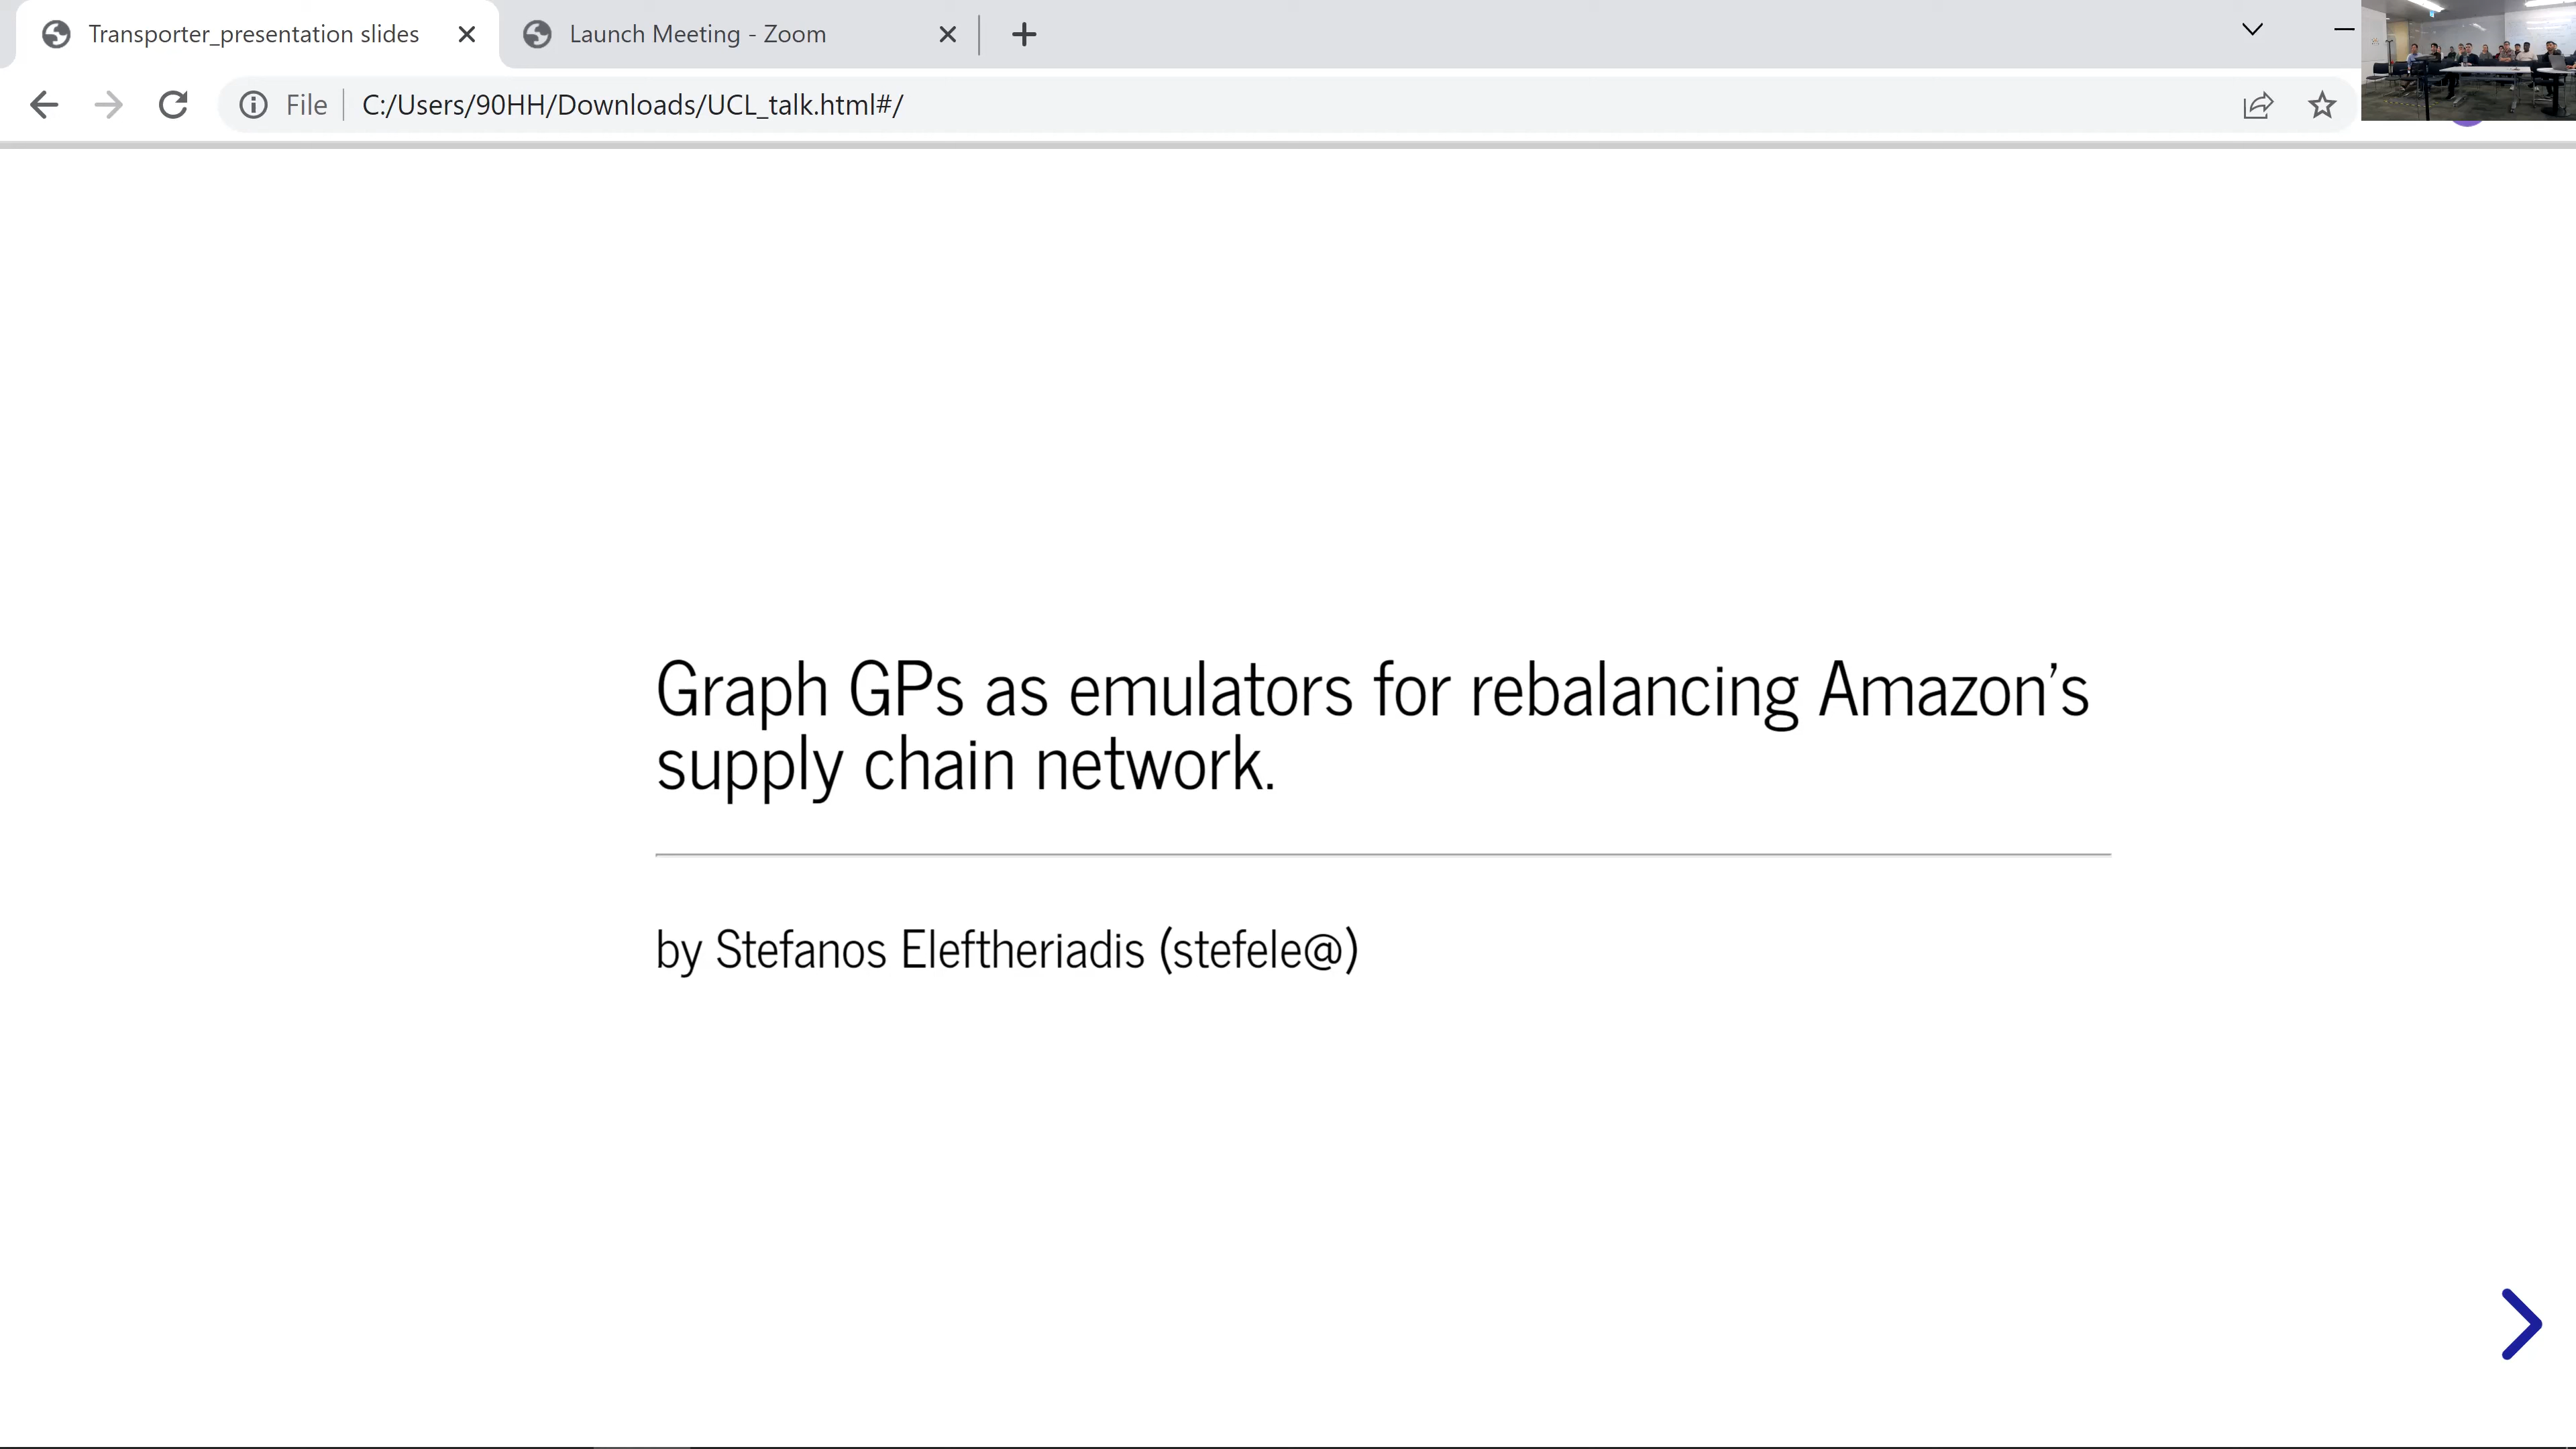 Transporter_presentation slides
Launch Meeting - Zoom
File
C:/Users/90HH/Downloads/UCL_talk.html#/
Graph GPs as emulators for rebalancing Amazon’s
supply chain network.
by Stefanos Eleftheriadis (stefele@)